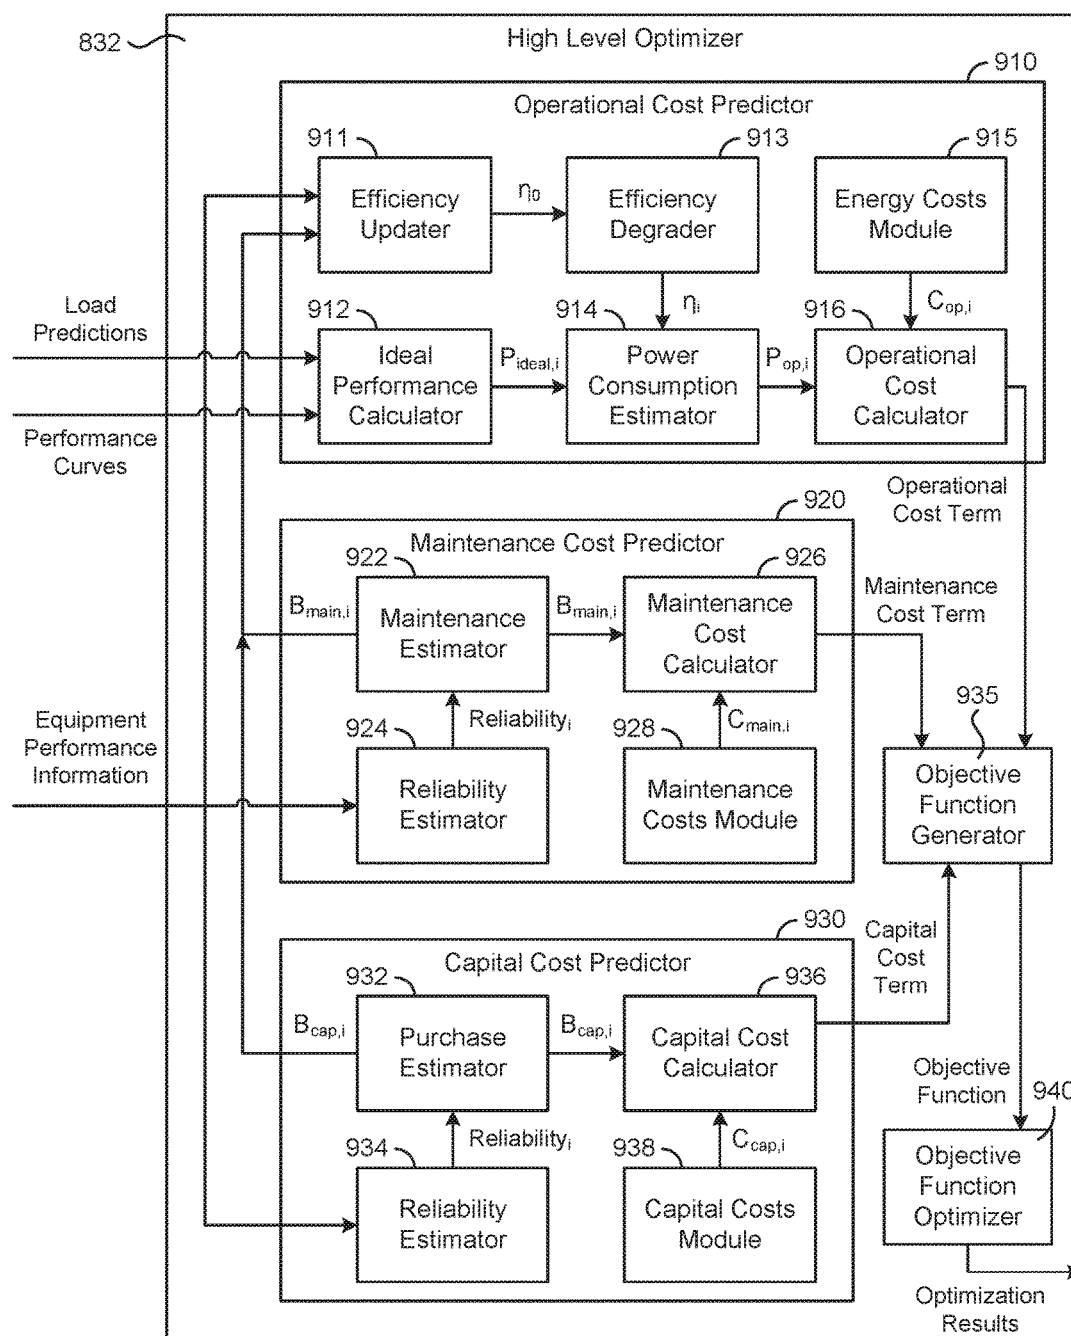 832
High Level Optimizer
910
Operational Cost Predictor
911
913
915
Efficiency
Updater
η0
Efficiency
Degrader
Energy Costs
Module
Load
Predictions
ηi
Cop,i
912
914
916
Ideal
Performance
Calculator
Pideal,i
Power
Consumption
Estimator
Pop,i
Operational
Cost
Calculator
Performance
Curves
Operational
Cost Term
920
Maintenance Cost Predictor
922
926
Bmain,i
Maintenance
Estimator
Bmain,i
Maintenance
Cost
Calculator
Maintenance
Cost Term
Equipment
Performance
Information
924
Reliabilityi
928
Cmain,i
935
Reliability
Estimator
Maintenance
Costs Module
Objective
Function
Generator
930
Capital Cost Predictor
Capital
Cost
Term
932
936
Bcap,i
Purchase
Estimator
Bcap,i
Capital Cost
Calculator
Objective
Function
940
934
Reliabilityi
938
Ccap,i
Reliability
Estimator
Capital Costs
Module
Objective
Function
Optimizer
Optimization
Results